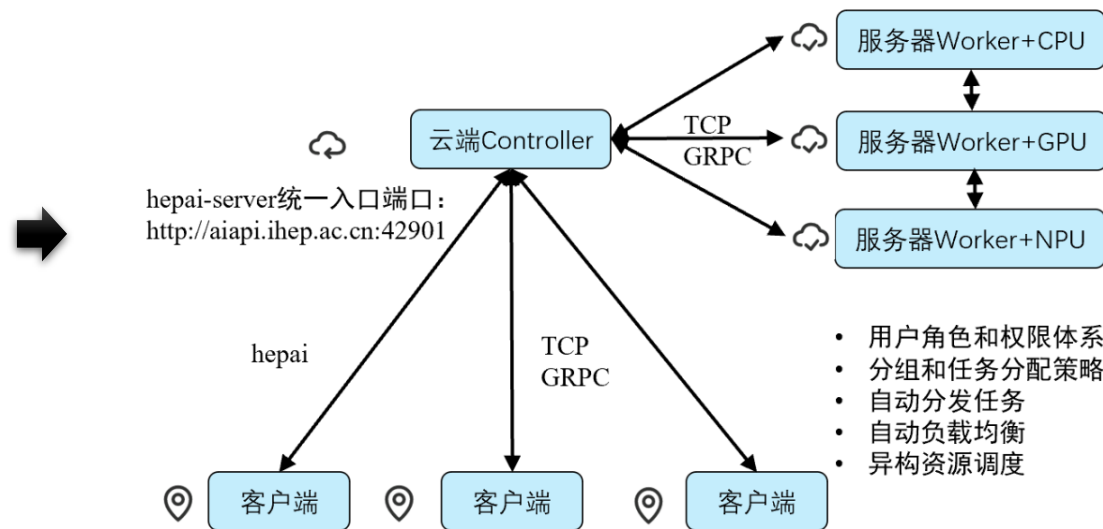 服务器Worker+CPU
云端Controller
TCP
GRPC
服务器Worker+GPU
hepai-server统一入口端口：
http://aiapi.ihep.ac.cn:42901
服务器Worker+NPU
hepai
TCP
GRPC
• 用户角色和权限体系
• 分组和任务分配策略
• 自动分发任务
• 自动负载均衡
• 异构资源调度
客户端
客户端
客户端